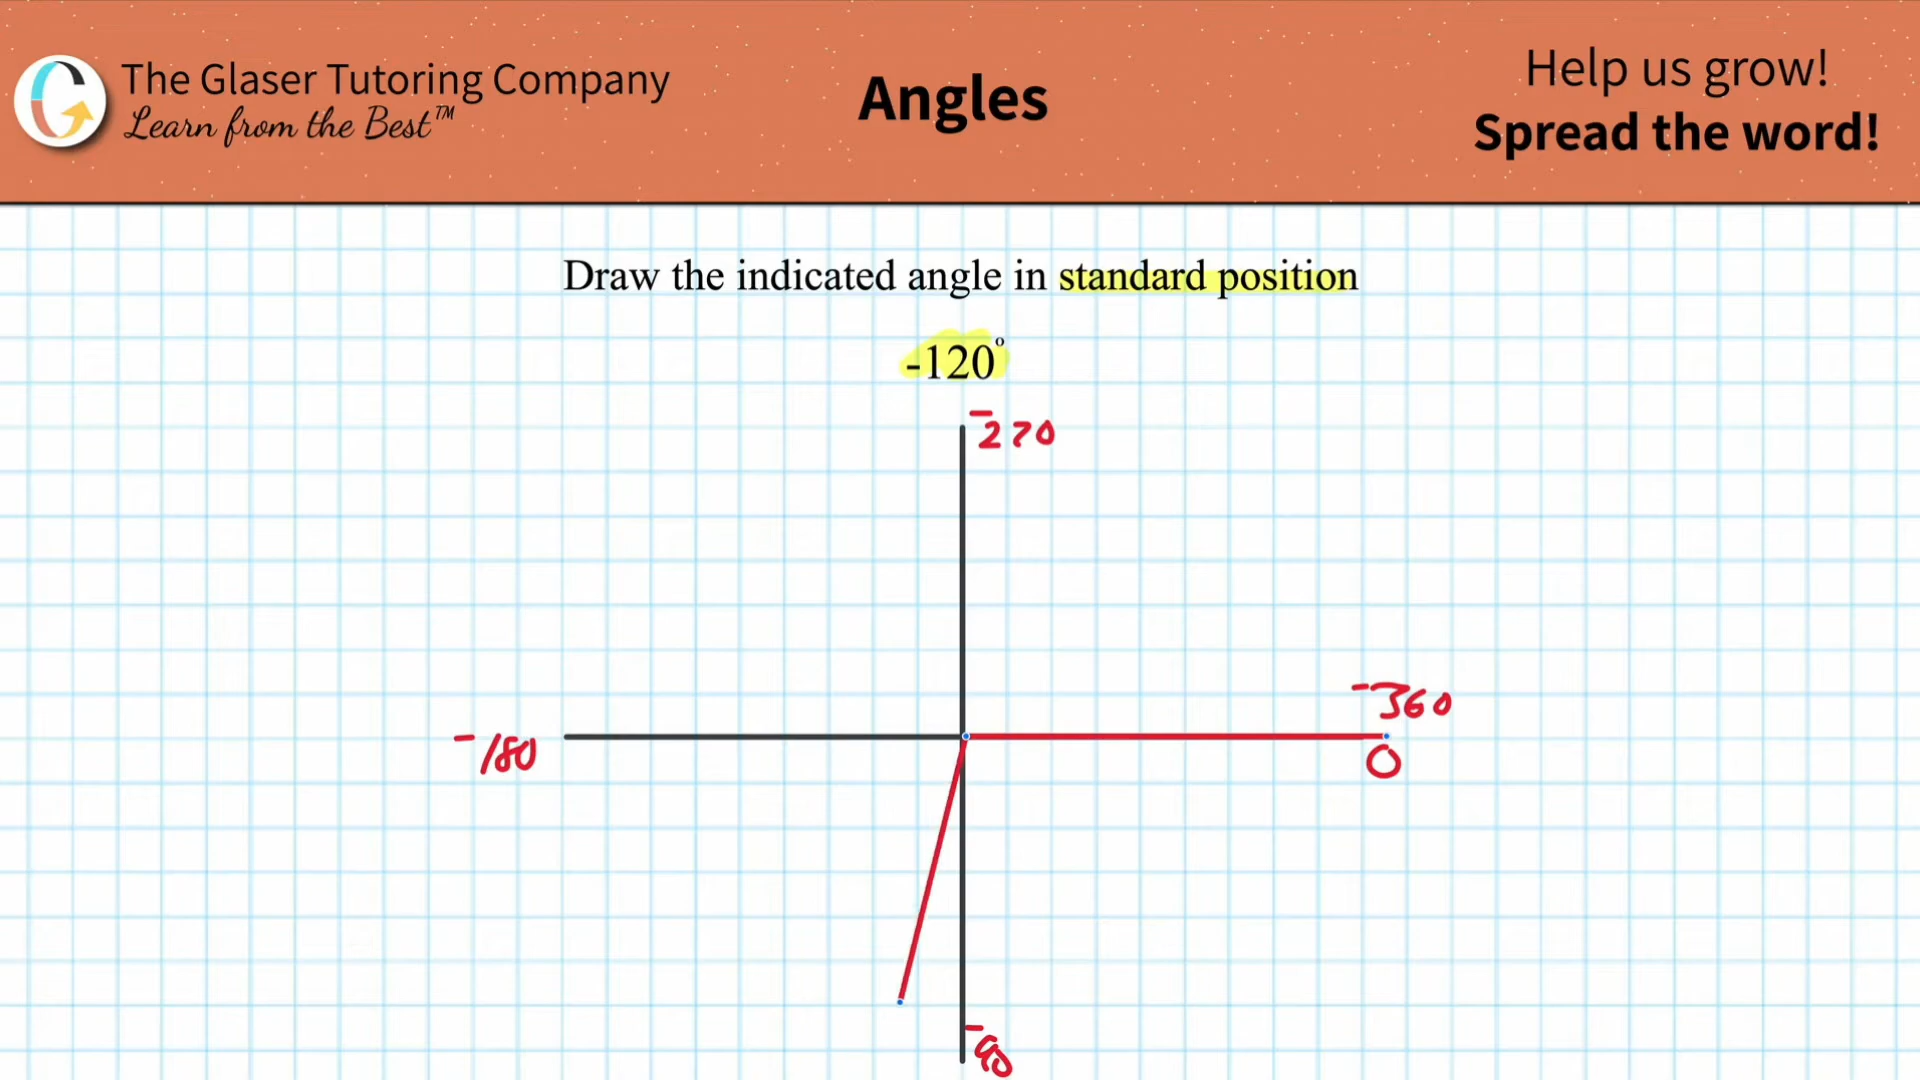 The Glaser Tutoring Company
Learn from the Best™
Angles
Help us grow!
Spread the word!
Draw the indicated angle in standard position
-120°
-270
-360
-180
0
-90